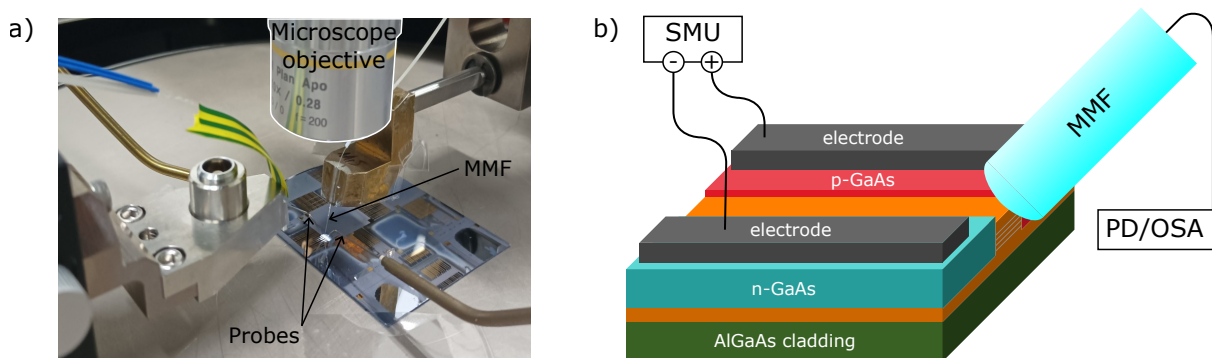 a)
Microscope
objective
Plan Apo
0X / 0.28
f = 200
MMF
Probes
b)
SMU
-
+
MMF
electrode
p-GaAs
electrode
PD/OSA
n-GaAs
AlGaAs cladding